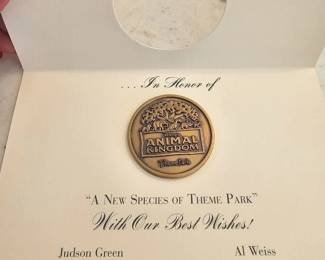 . . . In Honor of
ANIMAL
KINGDOM
"A NEW SPECIES OF THEME PARK"
With Our Best Wishes!
Judson Green Al Weiss